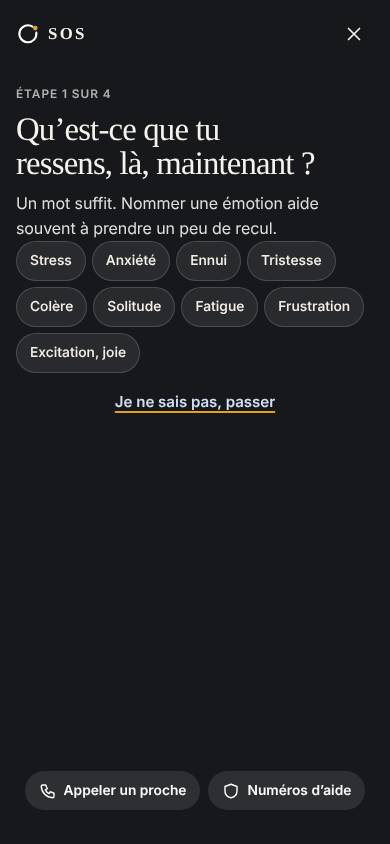 SOS
ÉTAPE 1 SUR 4
Qu’est-ce que tu
ressens, là, maintenant ?
Un mot suffit. Nommer une émotion aide
souvent à prendre un peu de recul.
Stress Anxiété Ennui Tristesse
Colère Solitude Fatigue Frustration
Excitation, joie
Je ne sais pas, passer
Appeler un proche Numéros d’aide